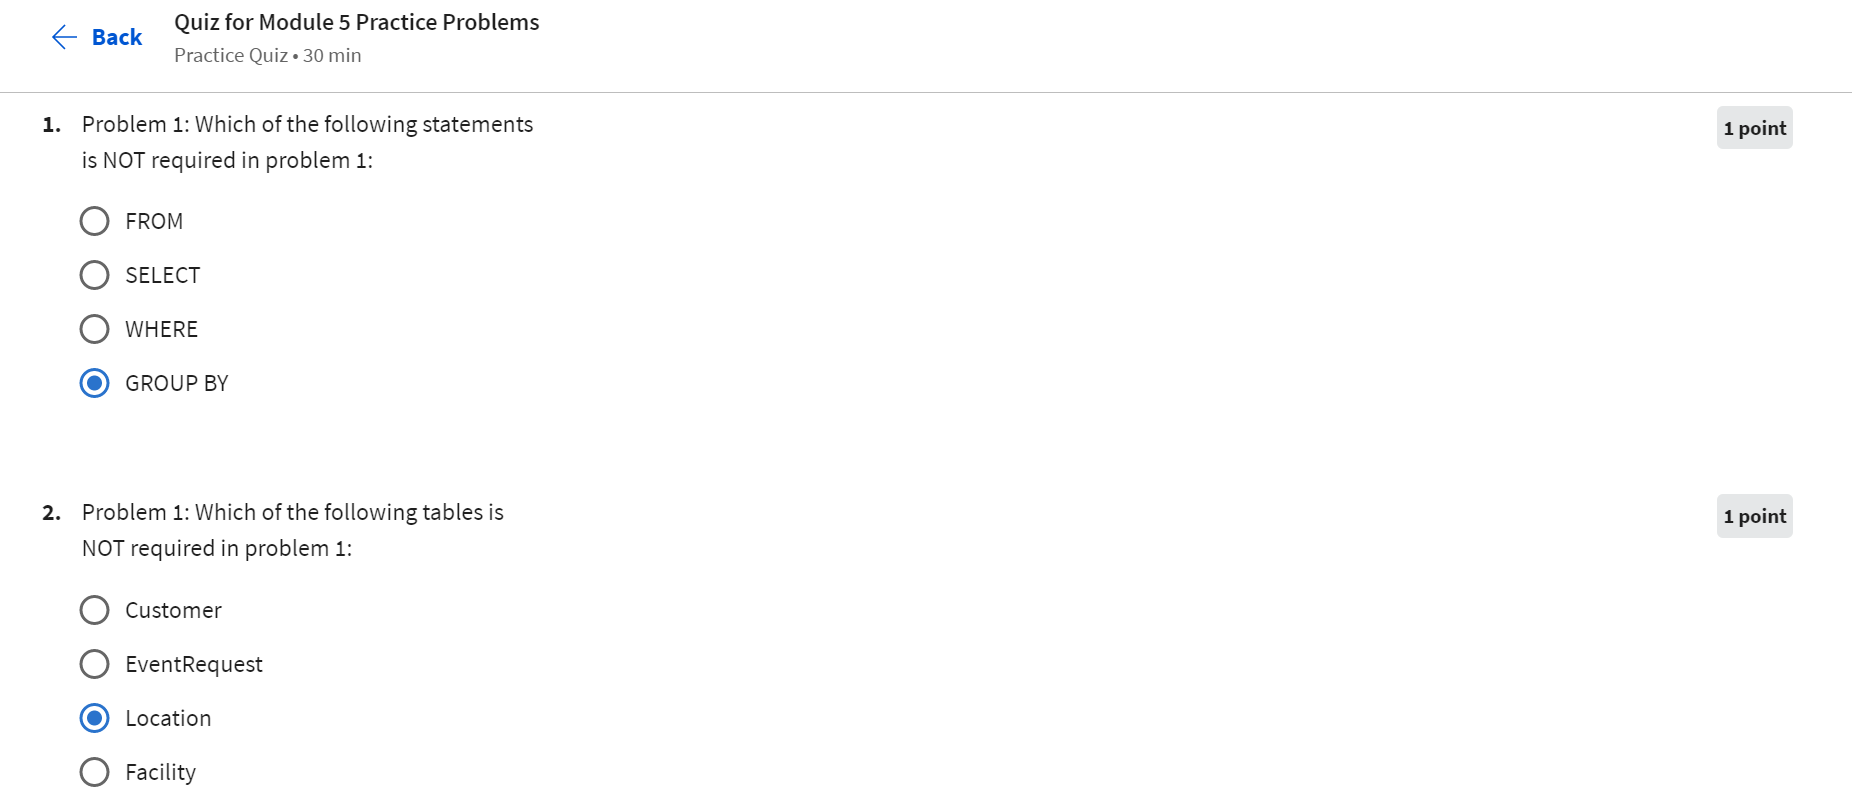 Back
Quiz for Module 5 Practice Problems
Practice Quiz • 30 min
1. Problem 1: Which of the following statements
is NOT required in problem 1:
1 point
FROM
SELECT
WHERE
GROUP BY
2. Problem 1: Which of the following tables is
NOT required in problem 1:
1 point
Customer
EventRequest
Location
Facility